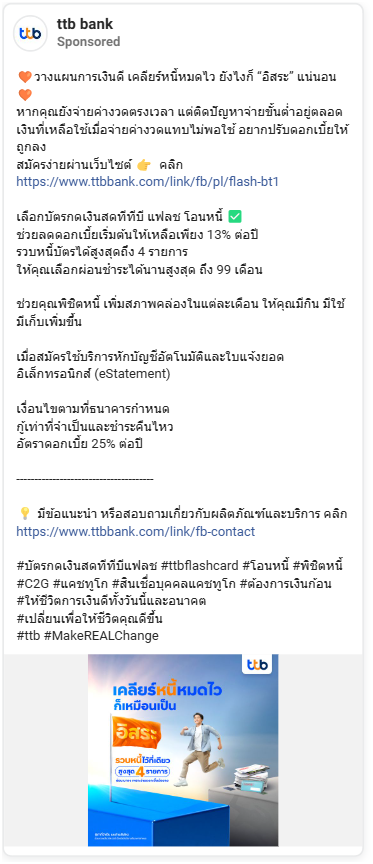 ttb bank
Sponsored
ttb
🧡 วางแผนการเงินดี เคลียร์หนี้หมดไว ยังไงก็ “อิสระ” แน่นอน
🧡
หากคุณยังจ่ายค่างวดตรงเวลา แต่ติดปัญหาจ่ายขั้นต่ำอยู่ตลอด
เงินที่เหลือใช้เมื่อจ่ายค่างวดแทบไม่พอใช้ อยากปรับดอกเบี้ยให้
ถูกลง
สมัครง่ายผ่านเว็บไซต์ 👉 คลิก
https://www.ttbbank.com/link/fb/pl/flash-bt1
เลือกบัตรกดเงินสดทีทีบี แฟลช โอนหนี้ ✅
ช่วยลดดอกเบี้ยเริ่มต้นให้เหลือเพียง 13% ต่อปี
รวบหนี้บัตรได้สูงสุดถึง 4 รายการ
ให้คุณเลือกผ่อนชำระได้นานสูงสุด ถึง 99 เดือน
ช่วยคุณพิชิตหนี้ เพิ่มสภาพคล่องในแต่ละเดือน ให้คุณมีกิน มีใช้
มีเก็บเพิ่มขึ้น
เมื่อสมัครใช้บริการหักบัญชีอัตโนมัติและใบแจ้งยอด
อิเล็กทรอนิกส์ (eStatement)
เงื่อนไขตามที่ธนาคารกำหนด
กู้เท่าที่จำเป็นและชำระคืนไหว
อัตราดอกเบี้ย 25% ต่อปี
------------------------------------
💡 มีข้อแนะนำ หรือสอบถามเกี่ยวกับผลิตภัณฑ์และบริการ คลิก
https://www.ttbbank.com/link/fb-contact
#บัตรกดเงินสดทีทีบีแฟลช #ttbflashcard #โอนหนี้ #พิชิตหนี้
#C2G #แคชทูโก #สินเชื่อบุคคลแคชทูโก #ต้องการเงินก้อน
#ให้ชีวิตการเงินดีทั้งวันนี้และอนาคต
#เปลี่ยนเพื่อให้ชีวิตคุณดีขึ้น
#ttb #MakeREALChange
ttb
เคลียร์หนี้หมดไว
ก็เหมือนเป็น
อิสระ
รวบหนี้ไว้ที่เดียว
สูงสุด 4 รายการ